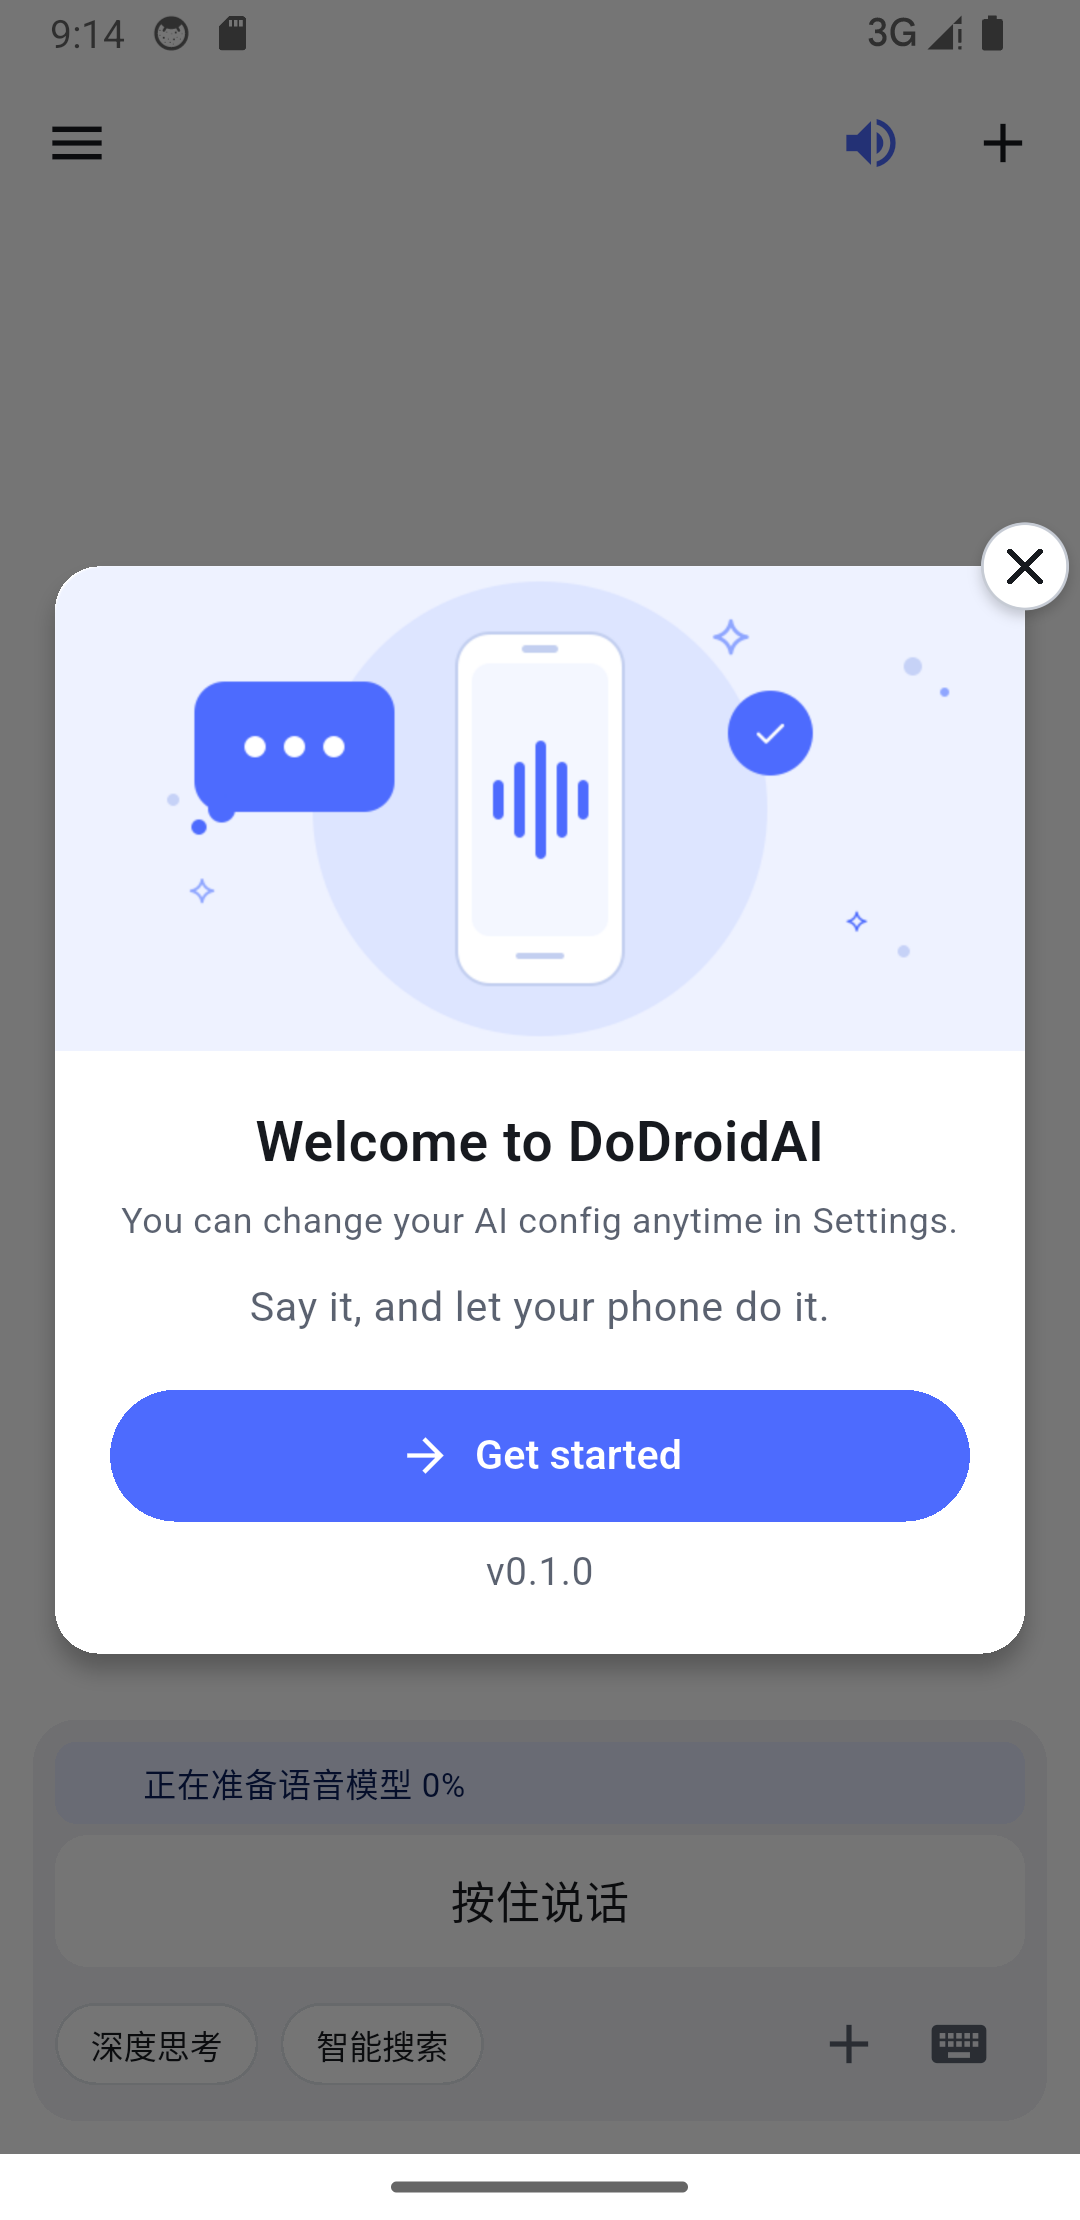 9:14
3G
Welcome to DoDroidAI
You can change your AI config anytime in Settings.
Say it, and let your phone do it.
Get started
v0.1.0
正在准备语音模型 0%
按住说话
深度思考 智能搜索